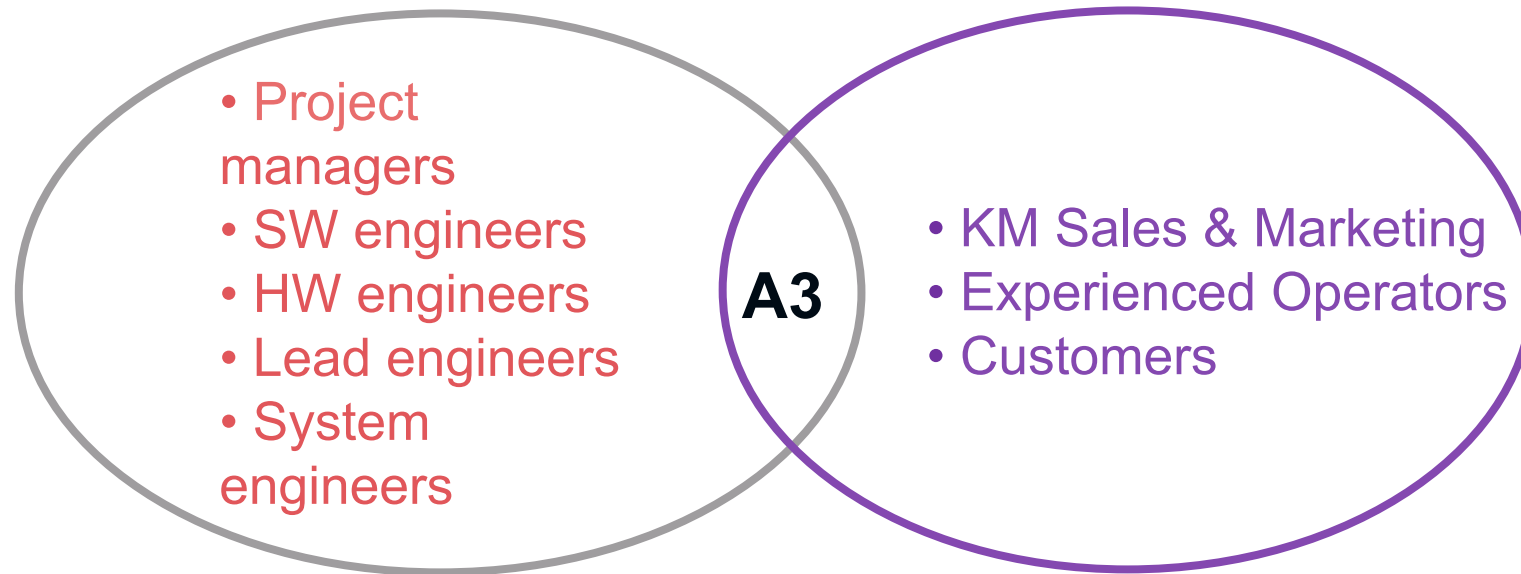 • Project
managers
• SW engineers
• HW engineers
• Lead engineers
• System
engineers
A3
• KM Sales & Marketing
• Experienced Operators
• Customers